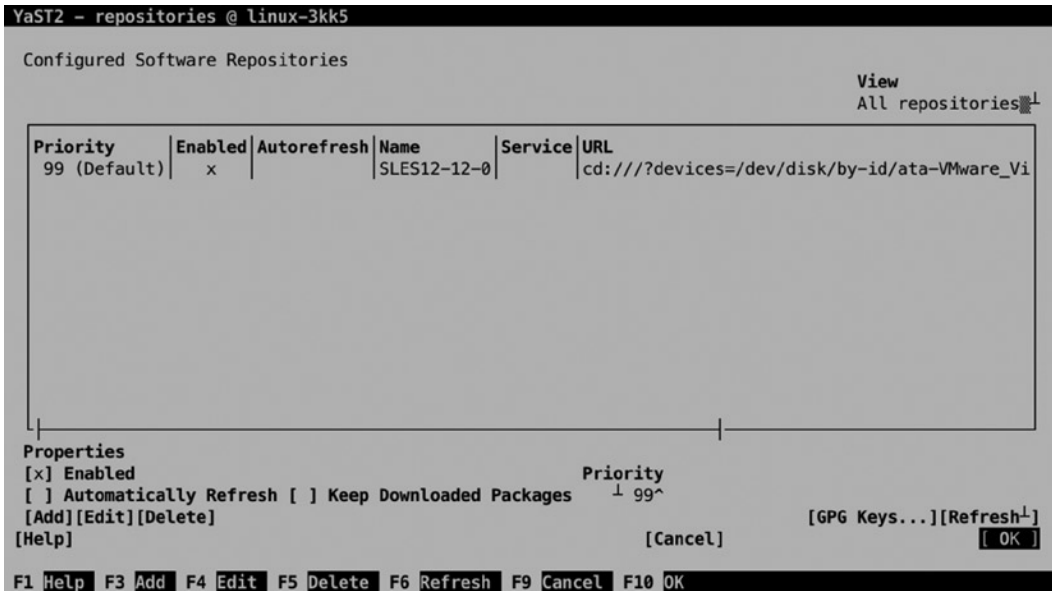 YaST2 - repositories @ linux-3kk5
Configured Software Repositories
View
All repositories
Priority |Enabled|Autorefresh|Name |Service|URL
99 (Default)| x | |SLES12-12-0| |cd:///?devices=/dev/disk/by-id/ata-VMware_Vi
Properties
[x] Enabled Priority
[ ] Automatically Refresh [ ] Keep Downloaded Packages 99^
[Add][Edit][Delete] [GPG Keys...][Refresh]
[Help] [Cancel] [ OK ]
F1 Help F3 Add F4 Edit F5 Delete F6 Refresh F9 Cancel F10 OK